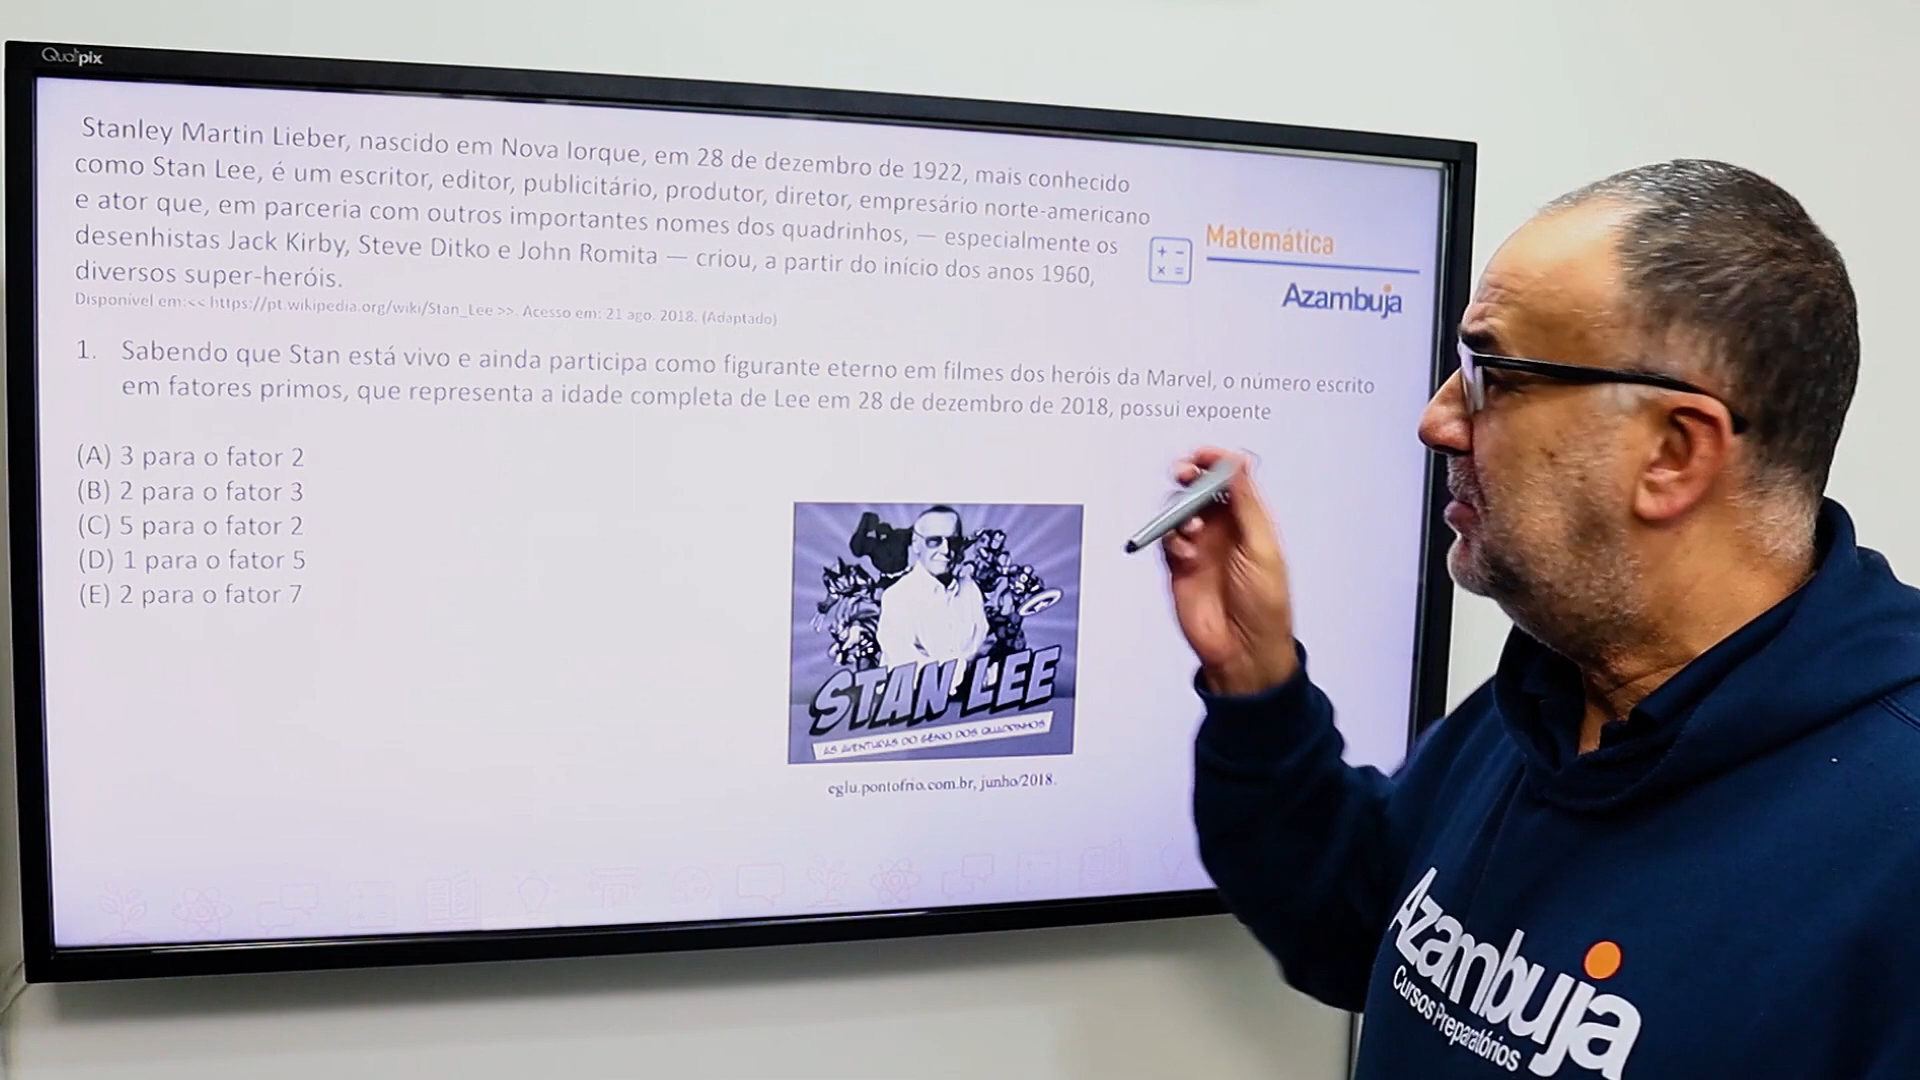 Qualpix
Stanley Martin Lieber, nascido em Nova Iorque, em 28 de dezembro de 1922, mais conhecido
como Stan Lee, é um escritor, editor, publicitário, produtor, diretor, empresário norte-americano
e ator que, em parceria com outros importantes nomes dos quadrinhos, — especialmente os
desenhistas Jack Kirby, Steve Ditko e John Romita — criou, a partir do início dos anos 1960,
diversos super-heróis.
Disponível em:<< https://pt.wikipedia.org/wiki/Stan_Lee >>. Acesso em: 21 ago. 2018. (Adaptado)
Matemática
Azambuja
1. Sabendo que Stan está vivo e ainda participa como figurante eterno em filmes dos heróis da Marvel, o número escrito
em fatores primos, que representa a idade completa de Lee em 28 de dezembro de 2018, possui expoente
(A) 3 para o fator 2
(B) 2 para o fator 3
(C) 5 para o fator 2
(D) 1 para o fator 5
(E) 2 para o fator 7
STAN LEE
AS AVENTURAS DO GÊNIO DOS QUADRINHOS
cglu.pontofrio.com.br, junho/2018.
Azambuja
Cursos Preparatórios